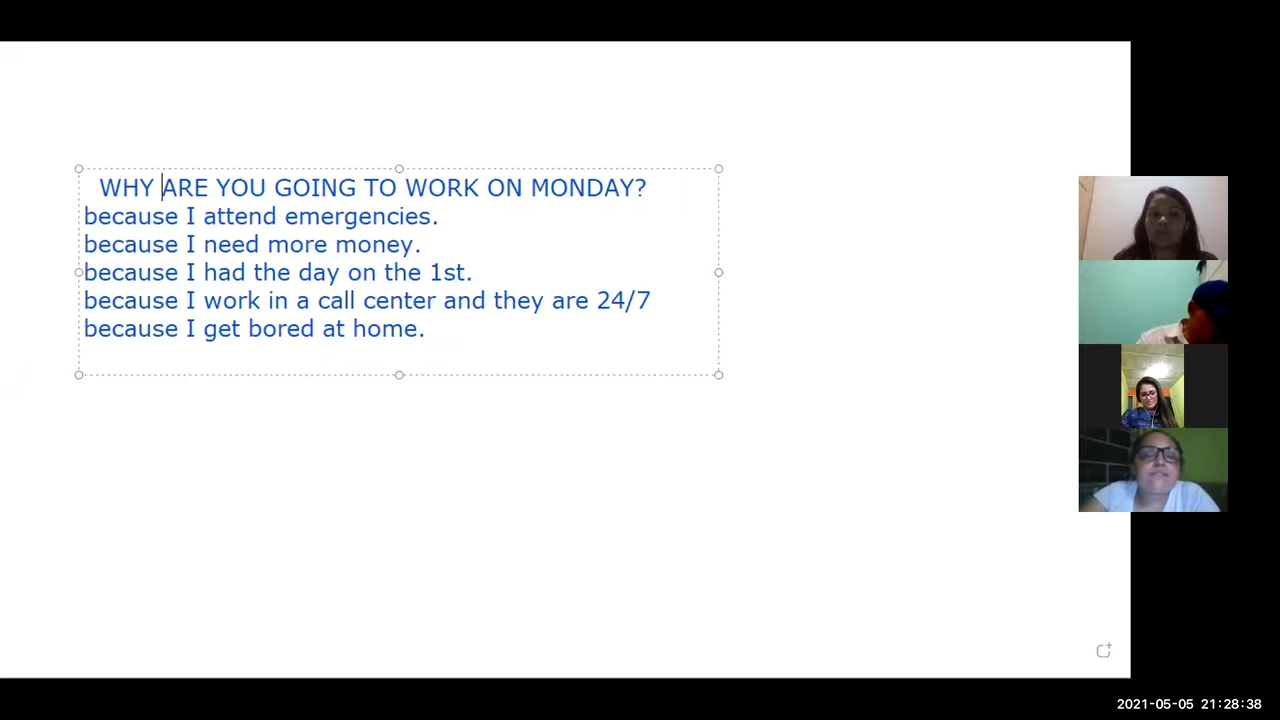 WHY ARE YOU GOING TO WORK ON MONDAY?
because I attend emergencies.
because I need more money.
because I had the day on the 1st.
because I work in a call center and they are 24/7
because I get bored at home.
2021-05-05 21:28:38